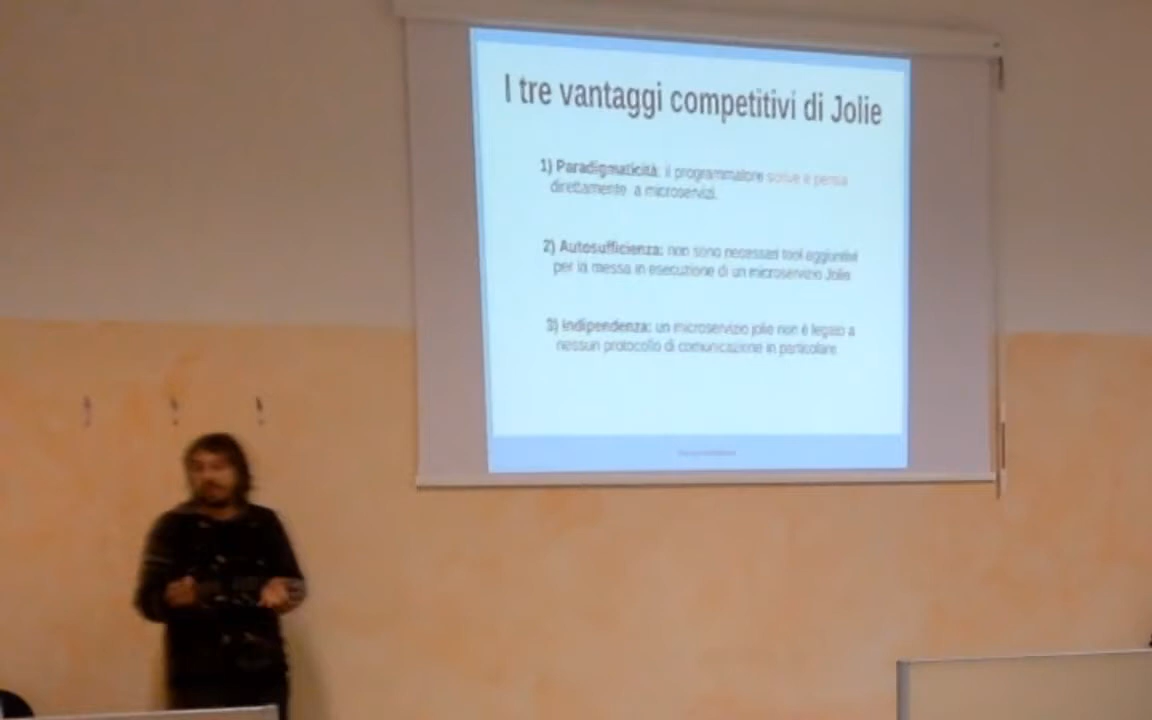 I tre vantaggi competitivi di Jolie
1) Paradigmaticità: il programmatore scrive e pensa
direttamente a microservizi.
2) Autosufficienza: non sono necessari tool aggiuntivi
per la messa in esecuzione di un microservizio Jolie
3) Indipendenza: un microservizio jolie non è legato a
nessun protocollo di comunicazione in particolare